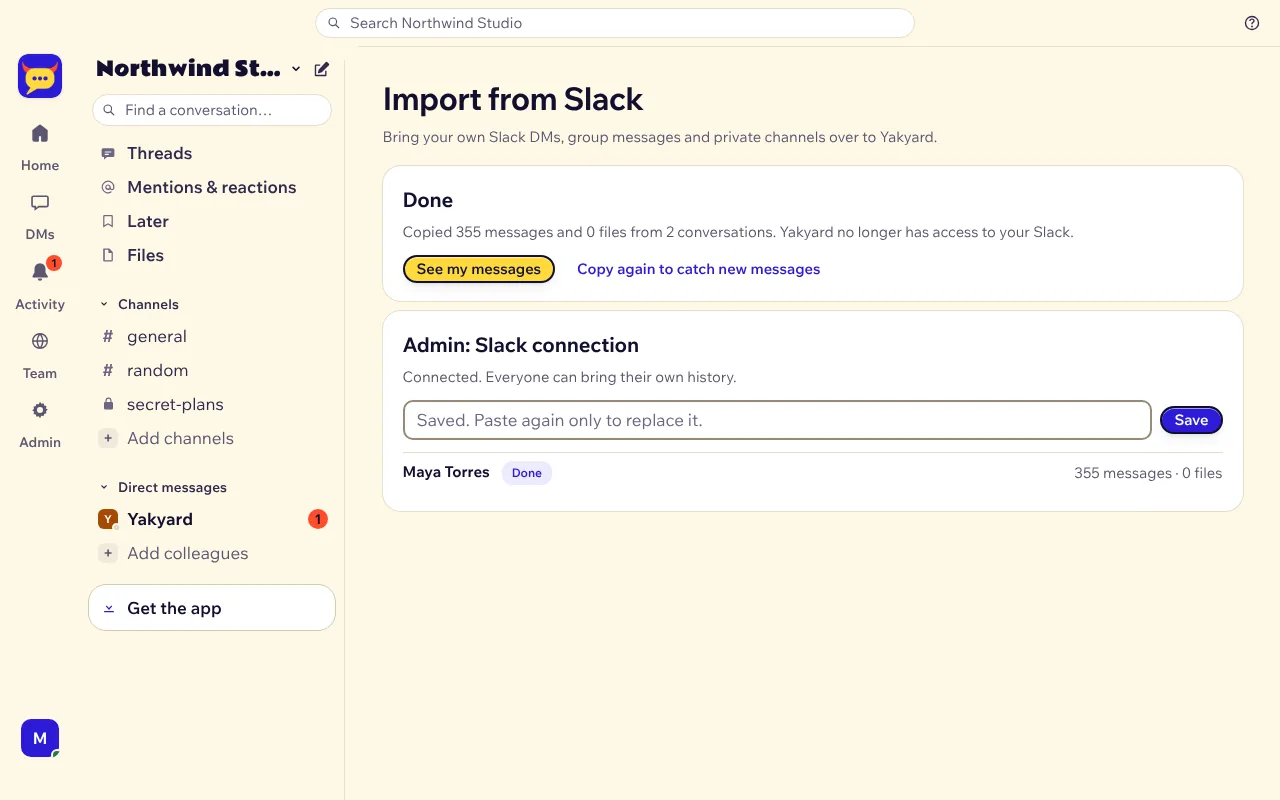 Search Northwind Studio
Northwind St...
Find a conversation…
Threads
Mentions & reactions
Later
Files
Channels
# general
# random
secret-plans
+ Add channels
Direct messages
Y Yakyard 1
+ Add colleagues
Get the app
Home
DMs
1
Activity
Team
Admin
M
Import from Slack
Bring your own Slack DMs, group messages and private channels over to Yakyard.
Done
Copied 355 messages and 0 files from 2 conversations. Yakyard no longer has access to your Slack.
See my messages Copy again to catch new messages
Admin: Slack connection
Connected. Everyone can bring their own history.
Saved. Paste again only to replace it. Save
Maya Torres Done 355 messages · 0 files